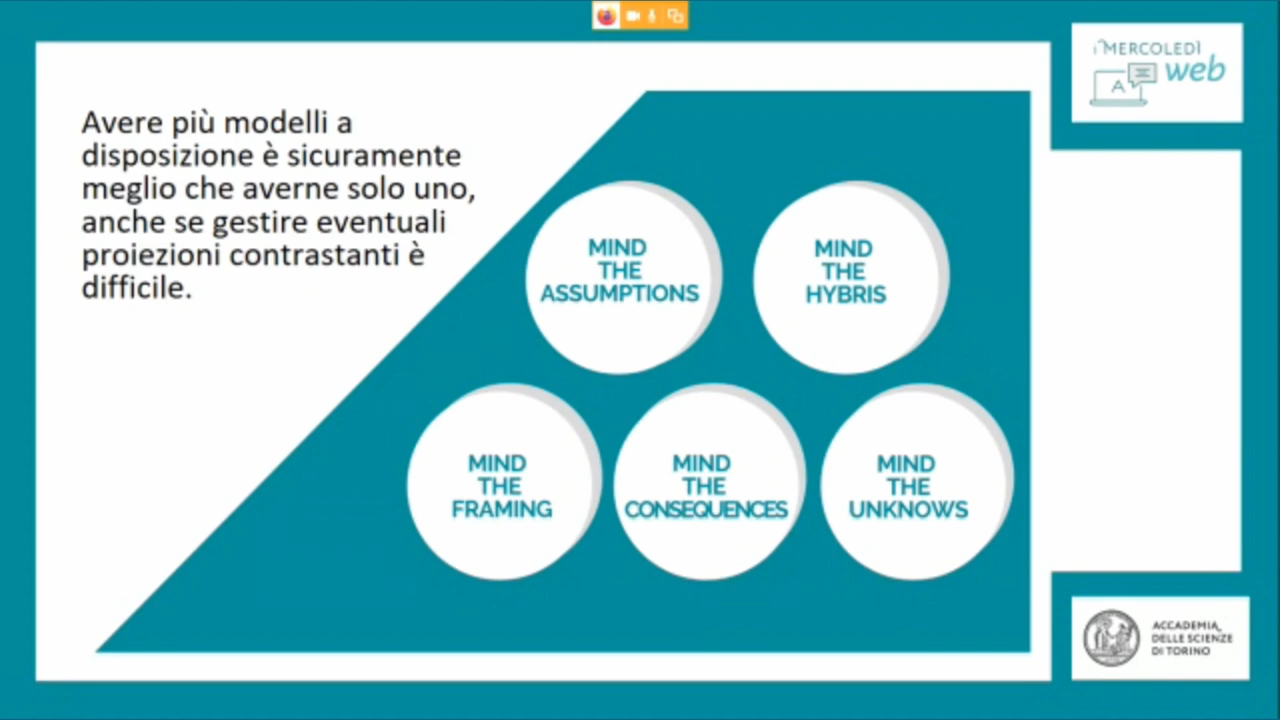 Avere più modelli a
disposizione è sicuramente
meglio che averne solo uno,
anche se gestire eventuali
proiezioni contrastanti è
difficile.
MIND
THE
ASSUMPTIONS
MIND
THE
HYBRIS
MIND
THE
FRAMING
MIND
THE
CONSEQUENCES
MIND
THE
UNKNOWS
i MERCOLEDÌ
web
A
ACCADEMIA
DELLE SCIENZE
DI TORINO